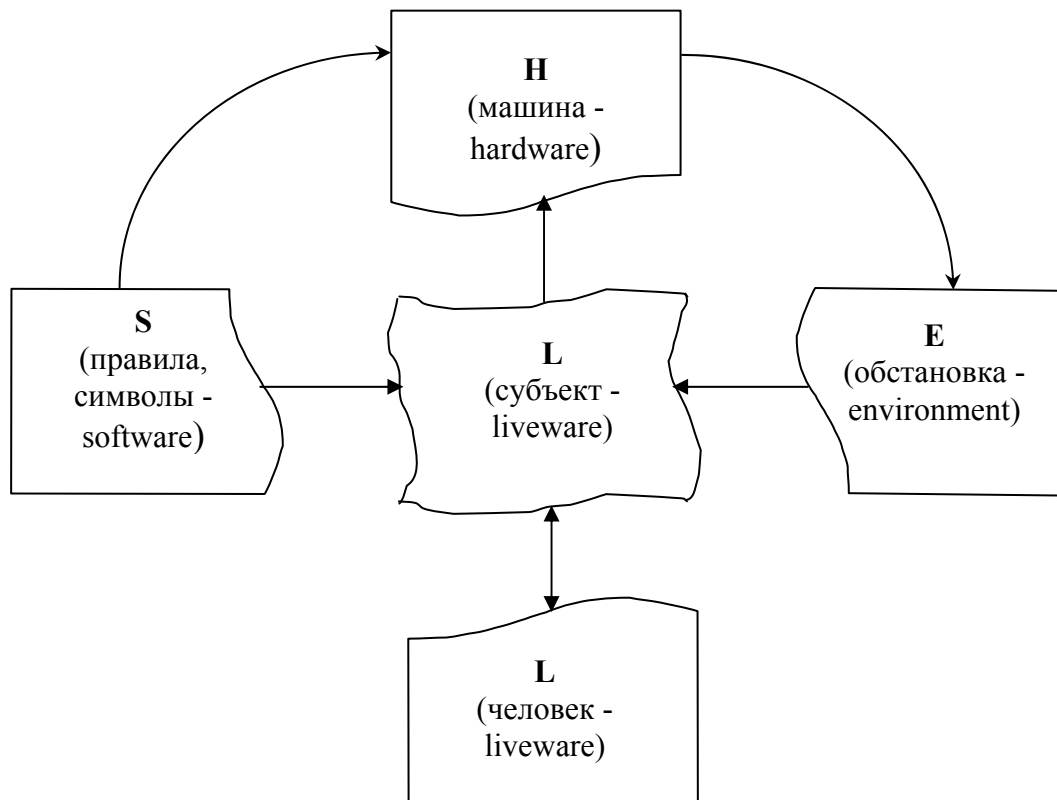 H
(машина -
hardware)
S
(правила,
символы -
software)
L
(субъект -
liveware)
E
(обстановка -
environment)
L
(человек -
liveware)